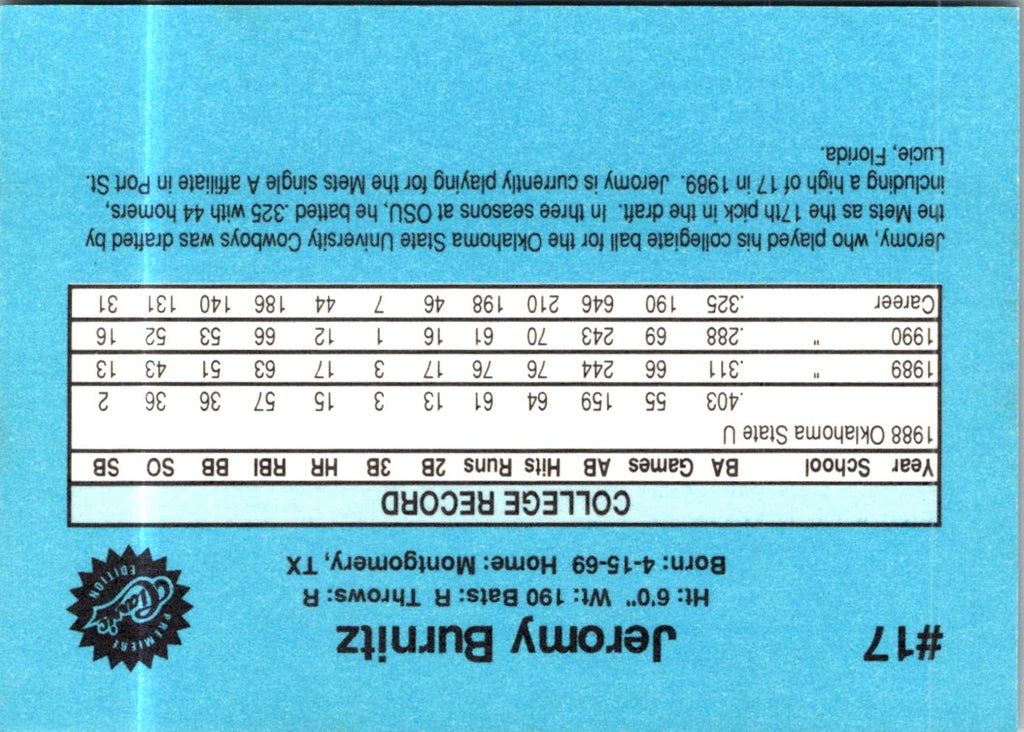 #17
Jeromy Burnitz
Ht: 6'0" Wt: 190 Bats: R Throws: R
Born: 4-15-69 Home: Montgomery, TX
PREMIERE
Classic
EDITION
COLLEGE RECORD
Year School BA Games AB Hits Runs 2B 3B HR RBI BB SO SB
1988 Oklahoma State U
.403 55 159 64 61 13 3 15 57 36 36 2
1989 " .311 66 244 76 76 17 3 17 63 51 43 13
1990 " .288 69 243 70 61 16 1 12 66 53 52 16
Career .325 190 646 210 198 46 7 44 186 140 131 31
Jeromy, who played his collegiate ball for the Oklahoma State University Cowboys was drafted by
the Mets as the 17th pick in the draft. In three seasons at OSU, he batted .325 with 44 homers,
including a high of 17 in 1989. Jeromy is currently playing for the Mets single A affiliate in Port St.
Lucie, Florida.